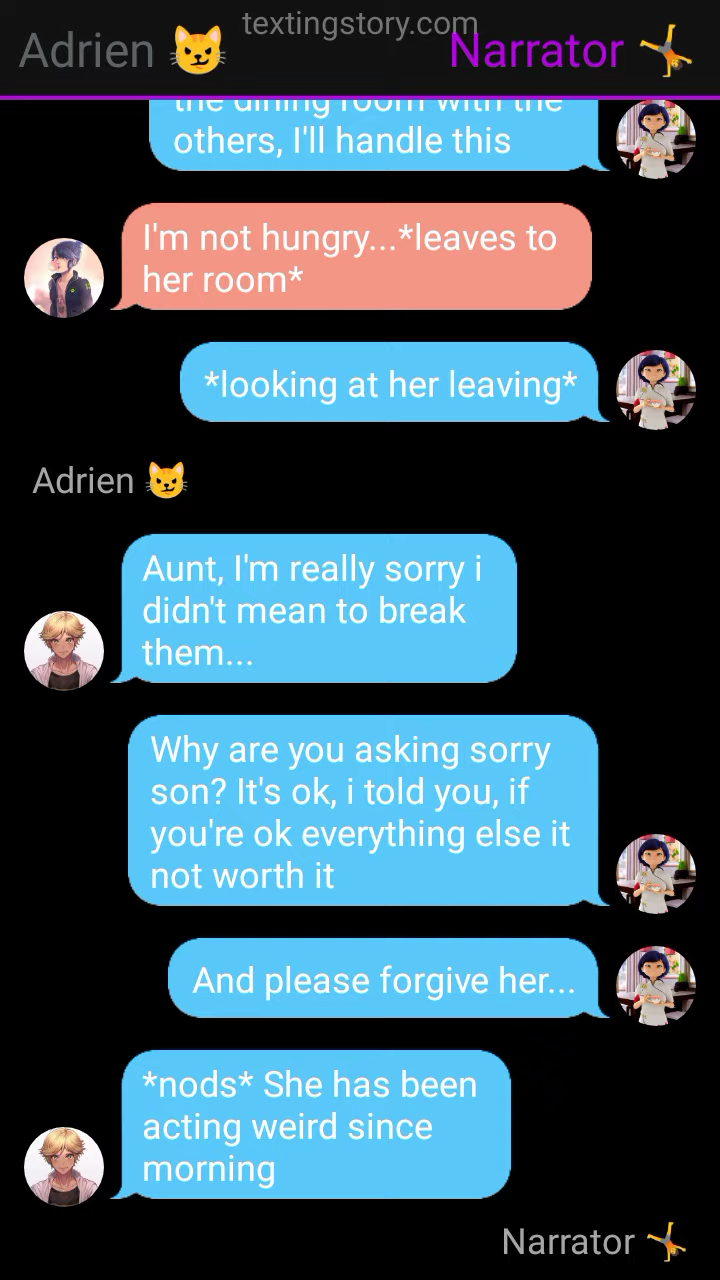 textingstory.com
Adrien 😼 Narrator 🤸
the dining room with the
others, I'll handle this
I'm not hungry...*leaves to
her room*
*looking at her leaving*
Adrien 😼
Aunt, I'm really sorry i
didn't mean to break
them...
Why are you asking sorry
son? It's ok, i told you, if
you're ok everything else it
not worth it
And please forgive her...
*nods* She has been
acting weird since
morning
Narrator 🤸